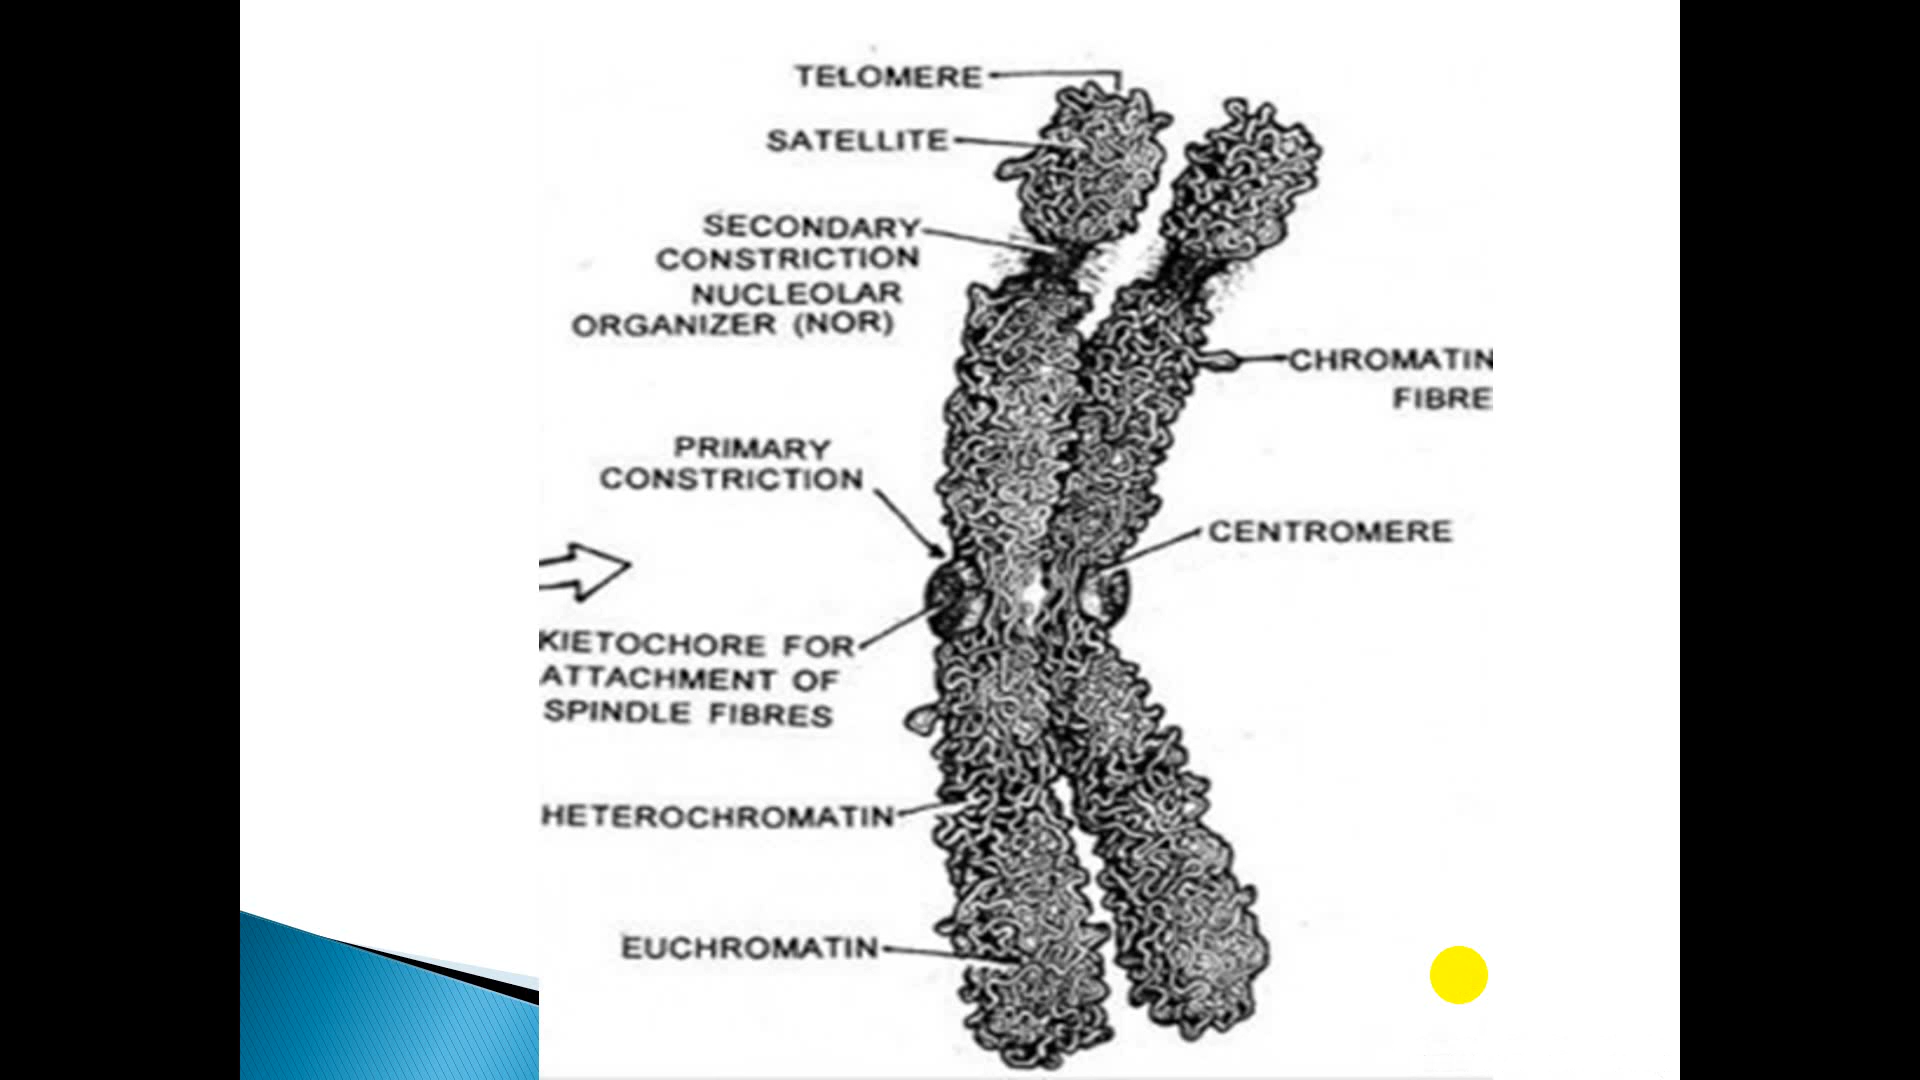 TELOMERE
SATELLITE
SECONDARY
CONSTRICTION
NUCLEOLAR
ORGANIZER (NOR)
CHROMATIN
FIBRE
PRIMARY
CONSTRICTION
CENTROMERE
KIETOCHORE FOR
ATTACHMENT OF
SPINDLE FIBRES
HETEROCHROMATIN
EUCHROMATIN